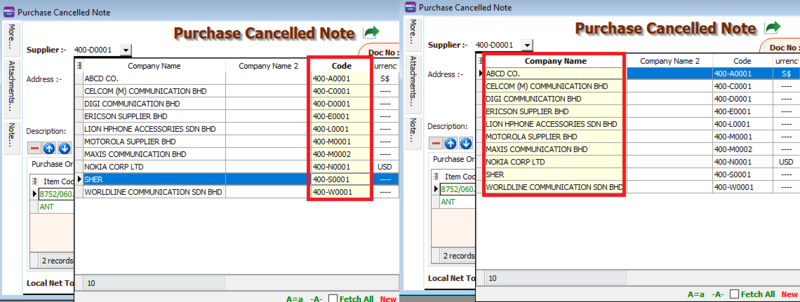 Purchase Cancelled Note
Purchase Cancelled Note
More...
Attachments...
Note...
Supplier :- 400-D0001
Doc No :
Address :-
Company Name Company Name 2 Code urrenc
ABCD CO. 400-A0001 S$
CELCOM (M) COMMUNICATION BHD 400-C0001 ----
DIGI COMMUNICATION BHD 400-D0001 ----
ERICSON SUPPLIER BHD 400-E0001 ----
LION HPHONE ACCESSORIES SDN BHD 400-L0001 ----
MOTOROLA SUPPLIER BHD 400-M0001 ----
MAXIS COMMUNICATION BHD 400-M0002 ----
NOKIA CORP LTD 400-N0001 USD
SHER 400-S0001 ----
WORLDLINE COMMUNICATION SDN BHD 400-W0001 ----
Description:
Purchase Or
Item Coc
8752/060
ANT
2 records
10
Local Net To
A=a -A- Fetch All New
Purchase Cancelled Note
Purchase Cancelled Note
More...
Attachments...
Note...
Supplier :- 400-D0001
Doc No :
Address :-
Company Name Company Name 2 Code urrenc
ABCD CO. 400-A0001 S$
CELCOM (M) COMMUNICATION BHD 400-C0001 ----
DIGI COMMUNICATION BHD 400-D0001 ----
ERICSON SUPPLIER BHD 400-E0001 ----
LION HPHONE ACCESSORIES SDN BHD 400-L0001 ----
MOTOROLA SUPPLIER BHD 400-M0001 ----
MAXIS COMMUNICATION BHD 400-M0002 ----
NOKIA CORP LTD 400-N0001 USD
SHER 400-S0001 ----
WORLDLINE COMMUNICATION SDN BHD 400-W0001 ----
Description:
Purchase Or
Item Coc
8752/060
ANT
2 records
10
Local Net To
A=a -A- Fetch All New